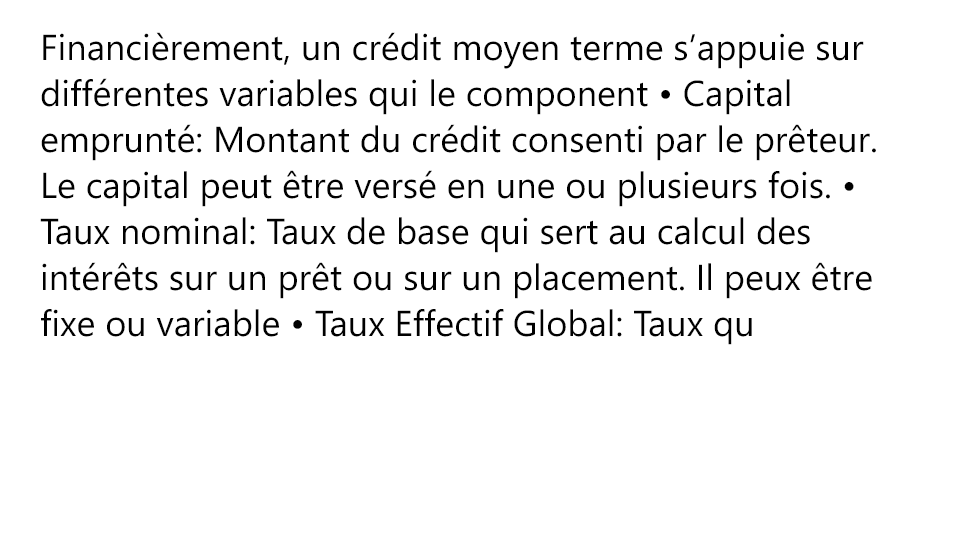 Financièrement, un crédit moyen terme s’appuie sur
différentes variables qui le component • Capital
emprunté: Montant du crédit consenti par le prêteur.
Le capital peut être versé en une ou plusieurs fois. •
Taux nominal: Taux de base qui sert au calcul des
intérêts sur un prêt ou sur un placement. Il peux être
fixe ou variable • Taux Effectif Global: Taux qu